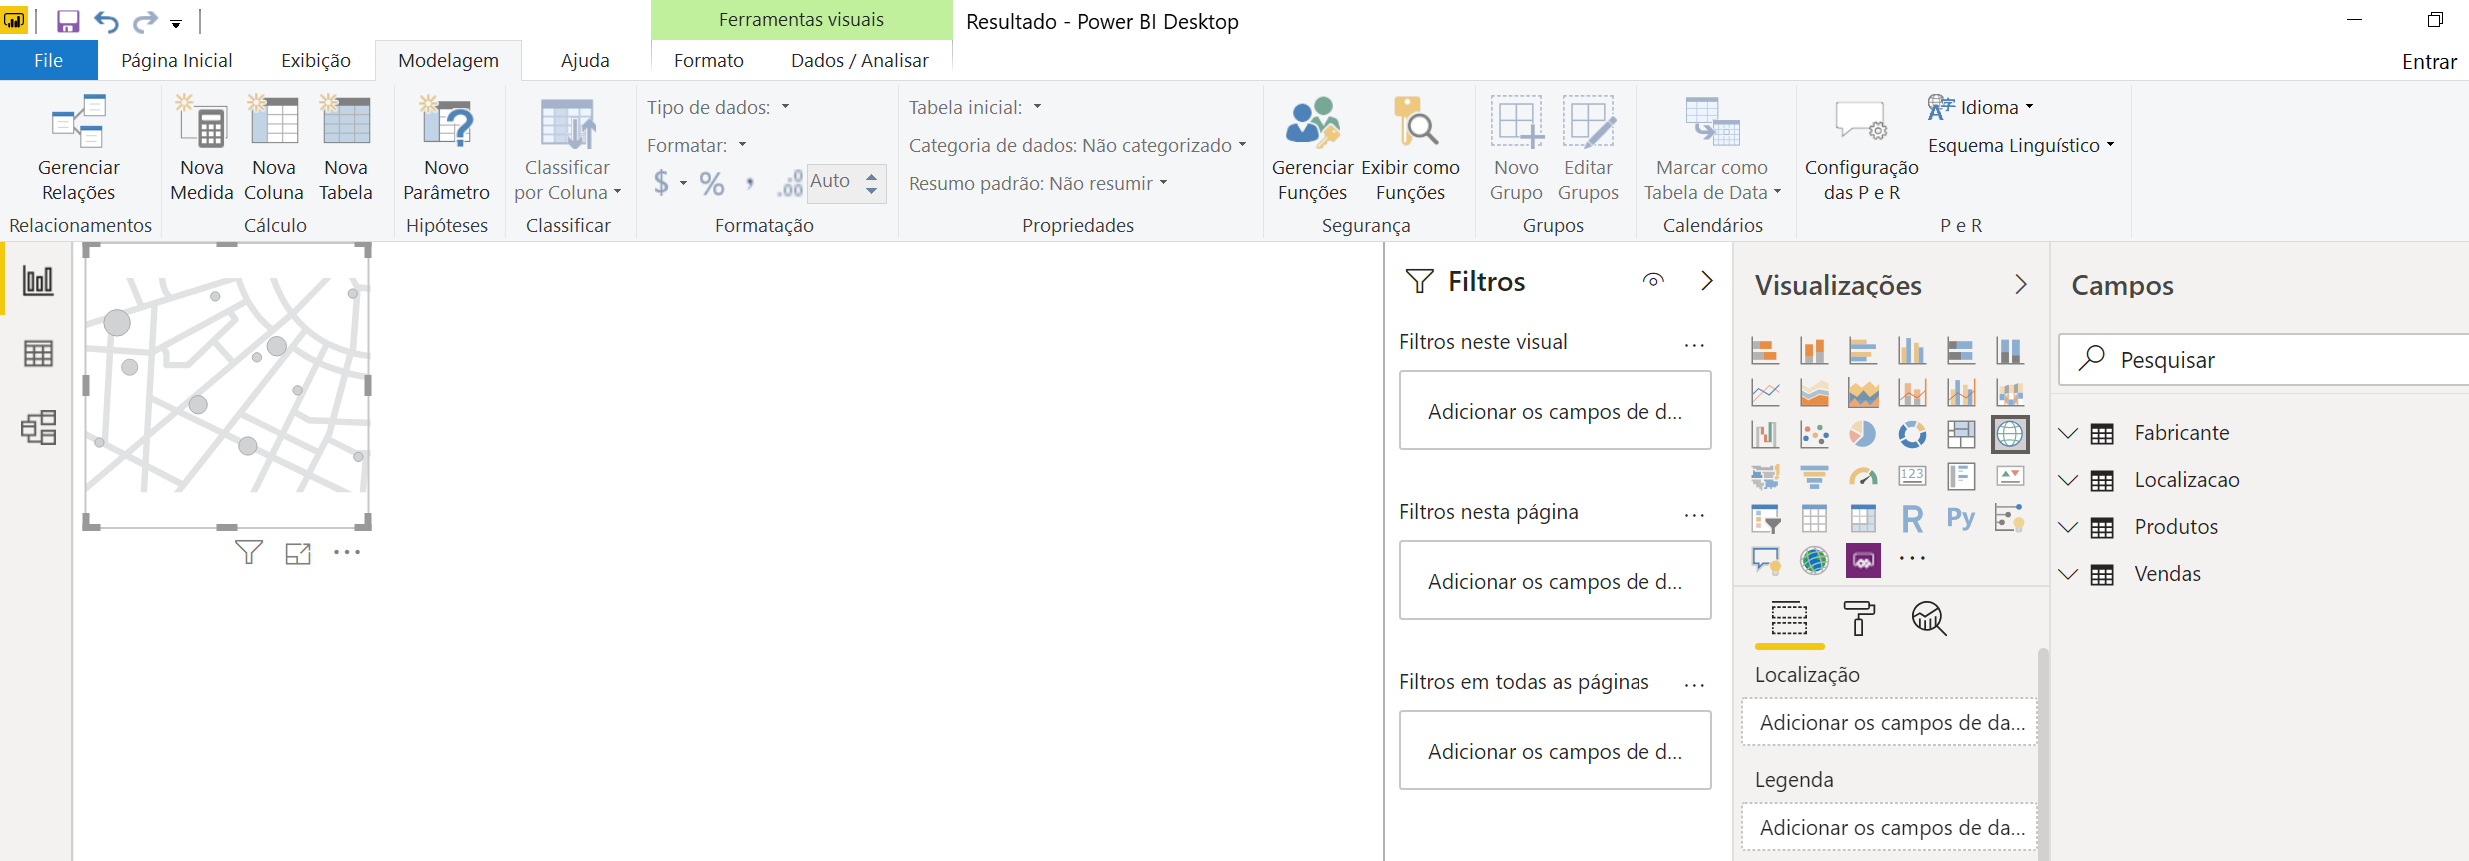 Ferramentas visuais
Resultado - Power BI Desktop
File
Página Inicial
Exibição
Modelagem
Ajuda
Formato
Dados / Analisar
Entrar
Gerenciar
Relações
Relacionamentos
Nova
Medida
Nova
Coluna
Nova
Tabela
Cálculo
Novo
Parâmetro
Hipóteses
Classificar
por Coluna
Classificar
Tipo de dados:
Formatar:
$ % , .00 Auto
Formatação
Tabela inicial:
Categoria de dados: Não categorizado
Resumo padrão: Não resumir
Propriedades
Gerenciar
Funções
Exibir como
Funções
Segurança
Novo
Grupo
Editar
Grupos
Grupos
Marcar como
Tabela de Data
Calendários
Configuração
das P e R
Idioma
Esquema Linguístico
P e R
Filtros
Filtros neste visual
...
Adicionar os campos de d...
Filtros nesta página
...
Adicionar os campos de d...
Filtros em todas as páginas
...
Adicionar os campos de d...
Visualizações
123
R
Py
...
Localização
Adicionar os campos de da...
Legenda
Adicionar os campos de da...
Campos
Pesquisar
Fabricante
Localizacao
Produtos
Vendas